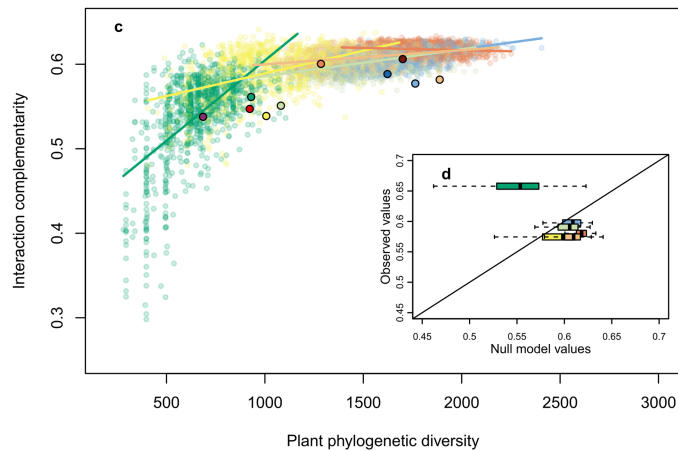 c
Interaction complementarity
0.6
0.5
0.4
0.3
500 1000 1500 2000 2500 3000
Plant phylogenetic diversity
d
Observed values
0.7
0.65
0.6
0.55
0.5
0.45
0.45 0.5 0.55 0.6 0.65 0.7
Null model values